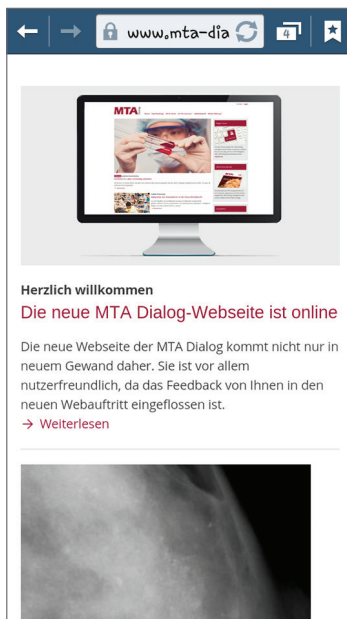 www.mta-dia
4
MTA
Herzlich willkommen
Die neue MTA Dialog-Webseite ist online
Die neue Webseite der MTA Dialog kommt nicht nur in
neuem Gewand daher. Sie ist vor allem
nutzerfreundlich, da das Feedback von Ihnen in den
neuen Webauftritt eingeflossen ist.
→ Weiterlesen